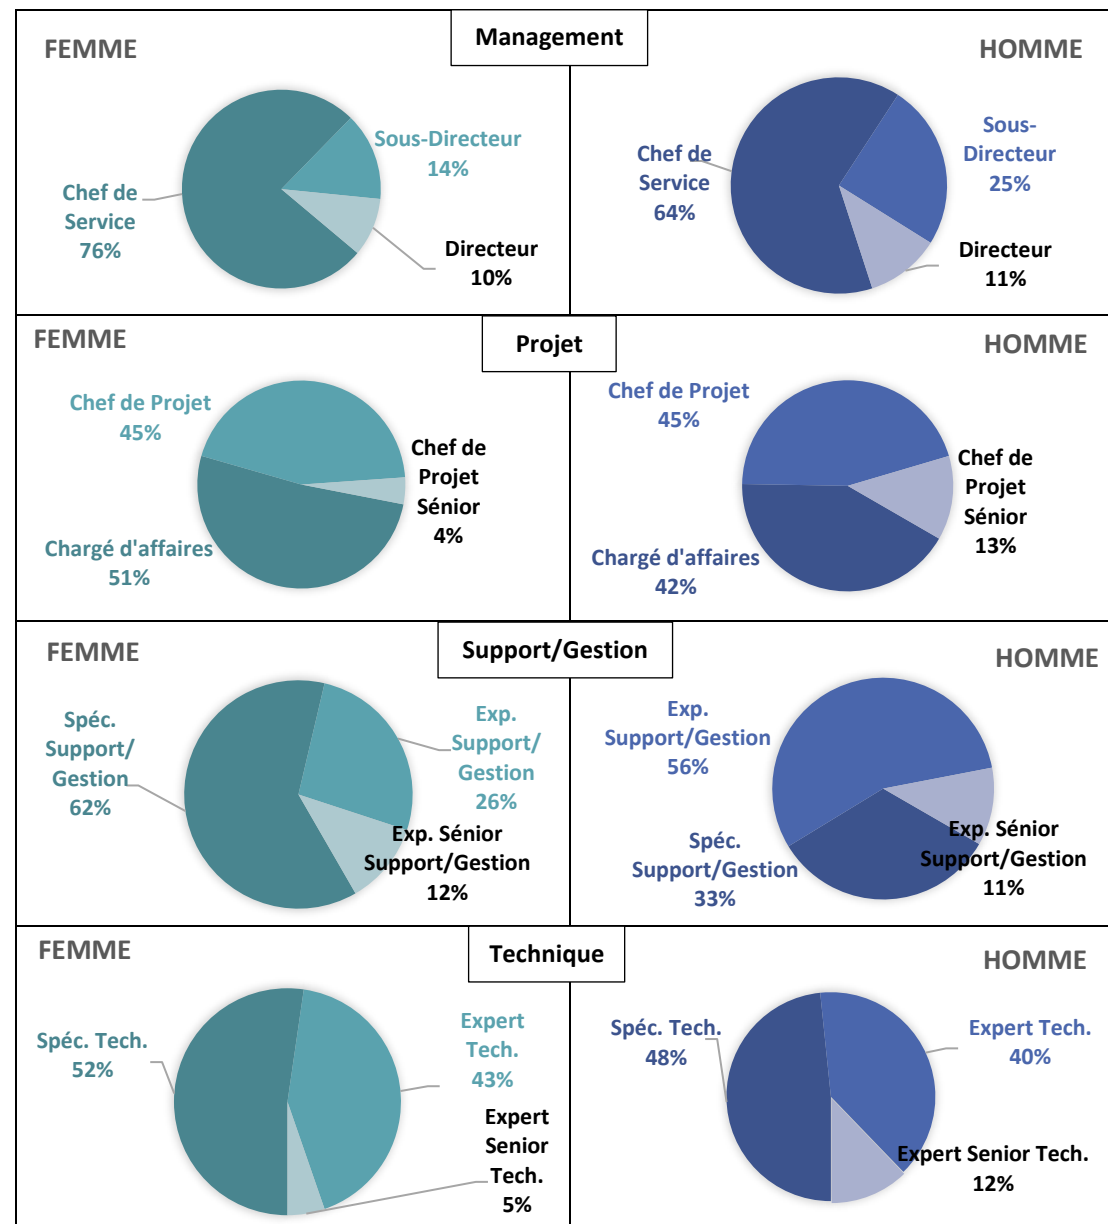 Management
FEMME
Chef de
Service
76%
Sous-Directeur
14%
Directeur
10%
HOMME
Chef de
Service
64%
Sous-
Directeur
25%
Directeur
11%
Projet
FEMME
Chef de Projet
45%
Chef de
Projet
Sénior
4%
Chargé d'affaires
51%
HOMME
Chef de Projet
45%
Chef de
Projet
Sénior
13%
Chargé d'affaires
42%
Support/Gestion
FEMME
Spéc.
Support/
Gestion
62%
Exp.
Support/
Gestion
26%
Exp. Sénior
Support/Gestion
12%
HOMME
Exp.
Support/Gestion
56%
Spéc.
Support/Gestion
33%
Exp. Sénior
Support/Gestion
11%
Technique
FEMME
Spéc. Tech.
52%
Expert
Tech.
43%
Expert
Senior
Tech.
5%
HOMME
Spéc. Tech.
48%
Expert Tech.
40%
Expert Senior Tech.
12%